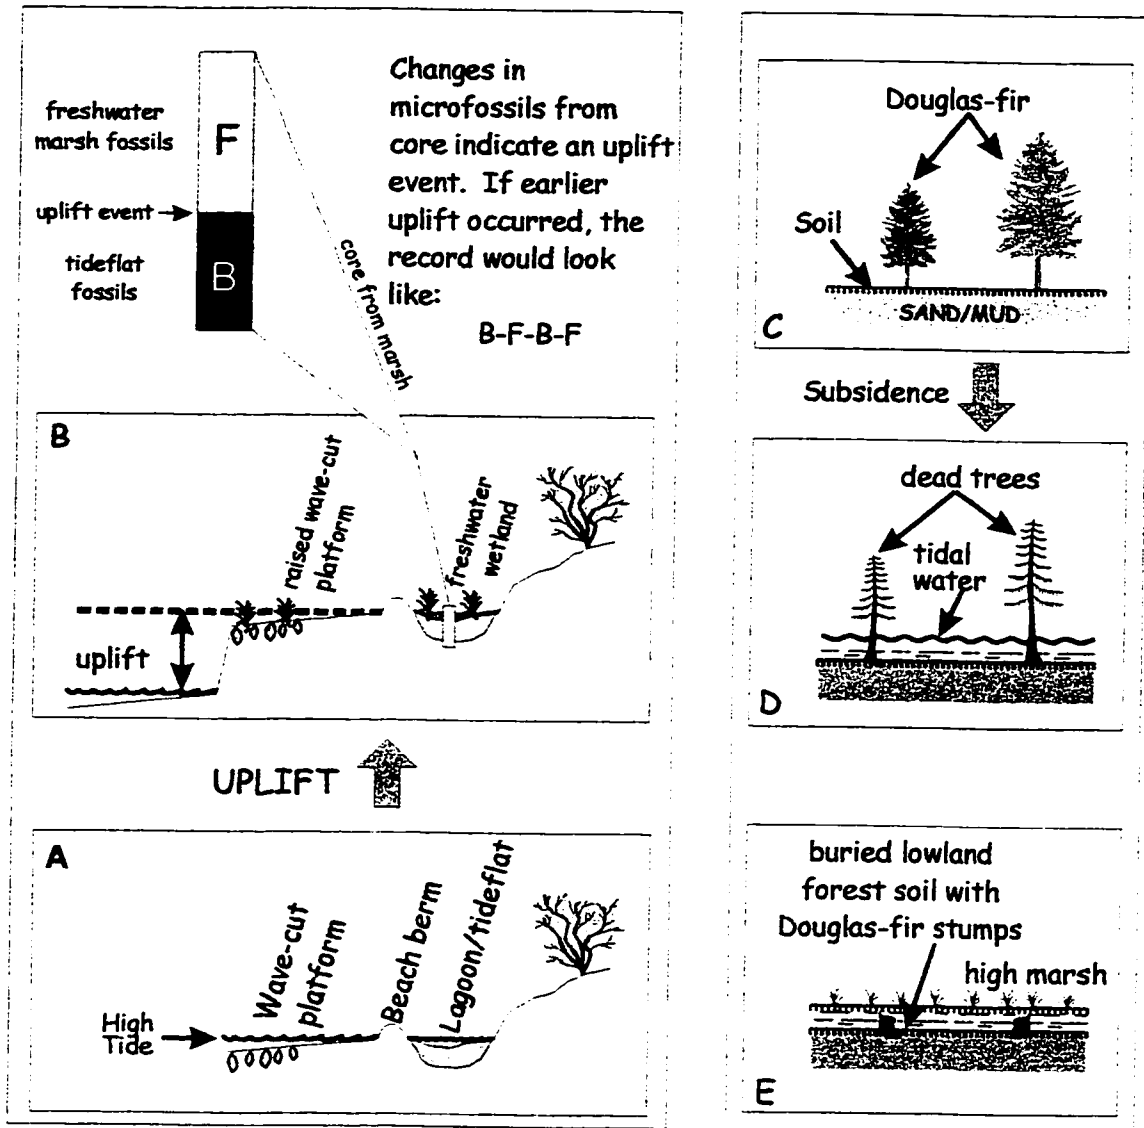 freshwater
marsh fossils
F
uplift event
B
tideflat
fossils
core from marsh
Changes in
microfossils from
core indicate an uplift
event. If earlier
uplift occurred, the
record would look
like:
B-F-B-F
B
raised wave-cut
platform
freshwater
wetland
uplift
UPLIFT
A
Wave-cut
platform
Beach berm
Lagoon/tideflat
High
Tide
Douglas-fir
Soil
SAND/MUD
C
Subsidence
dead trees
tidal
water
D
buried lowland
forest soil with
Douglas-fir stumps
high marsh
E